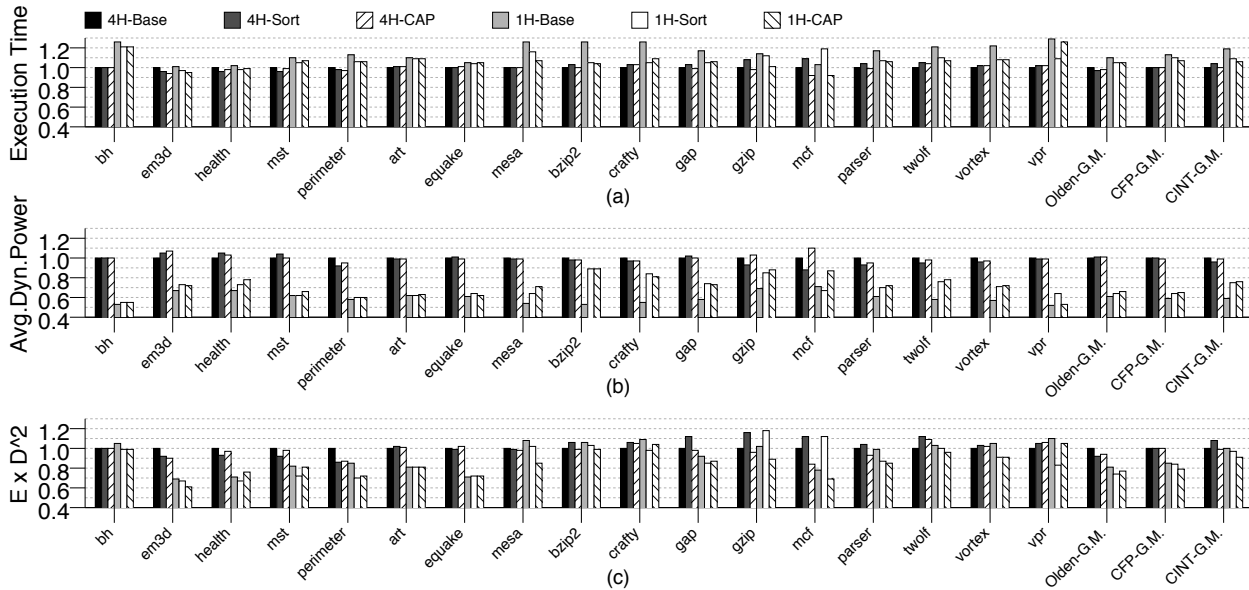 4H-Base 4H-Sort 4H-CAP 1H-Base 1H-Sort 1H-CAP
Execution Time
1.2
1.0
0.8
0.6
0.4
bh em3d health mst perimeter art equake mesa bzip2 crafty gap gzip mcf parser twolf vortex vpr Olden-G.M. CFP-G.M. CINT-G.M.
(a)
Avg.Dyn.Power
1.2
1.0
0.8
0.6
0.4
bh em3d health mst perimeter art equake mesa bzip2 crafty gap gzip mcf parser twolf vortex vpr Olden-G.M. CFP-G.M. CINT-G.M.
(b)
E x D^2
1.2
1.0
0.8
0.6
0.4
bh em3d health mst perimeter art equake mesa bzip2 crafty gap gzip mcf parser twolf vortex vpr Olden-G.M. CFP-G.M. CINT-G.M.
(c)